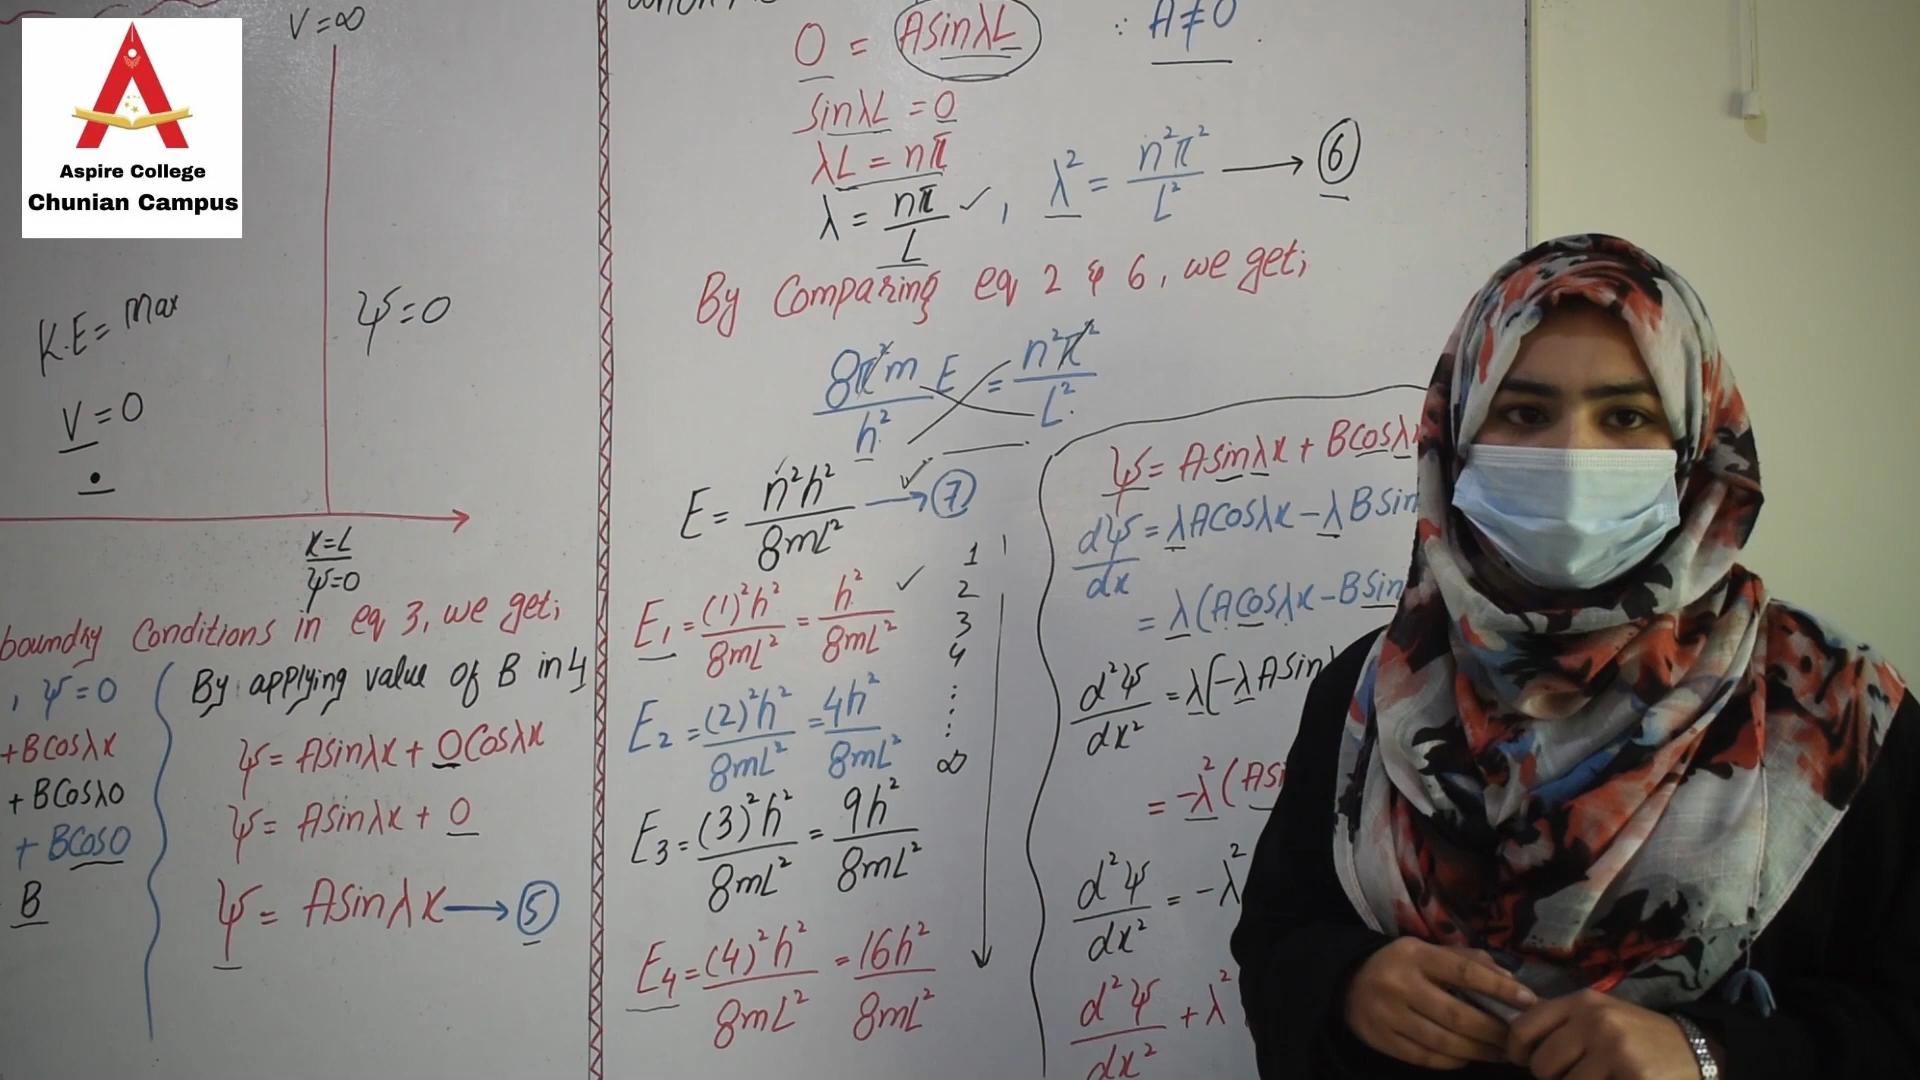 V=∞
Aspire College
Chunian Campus
K.E= Max
V=0
ψ=0
x=L
ψ=0
boundry Conditions in eq 3, we get;
, ψ=0
+BCosλx
+BCosλ0
+ BCos0
B
By applying value of B in 4
ψ= Asinλx + 0Cosλx
ψ= Asinλx + 0
ψ= Asinλx → ⑤
0 = AsinλL ∵ A≠0
sinλL = 0
λL = nπ
λ = nπ/L ✓, λ² = n²π²/L² → ⑥
By Comparing eq 2 & 6, we get;
8π²m/h² E = n²π²/L²
E = n²h²/8mL² → ⑦
E₁ = (1)²h²/8mL² = h²/8mL² ✓
E₂ = (2)²h²/8mL² = 4h²/8mL²
E₃ = (3)²h²/8mL² = 9h²/8mL²
E₄ = (4)²h²/8mL² = 16h²/8mL²
1
2
3
4
⋮
∞
ψ= Asinλx + BCosλx
dψ/dx = λACosλx − λBSin
= λ(ACosλx − BSin
d²ψ/dx² = λ[−λASin
= −λ²(ASi
d²ψ/dx² = −λ²
d²ψ/dx² + λ²